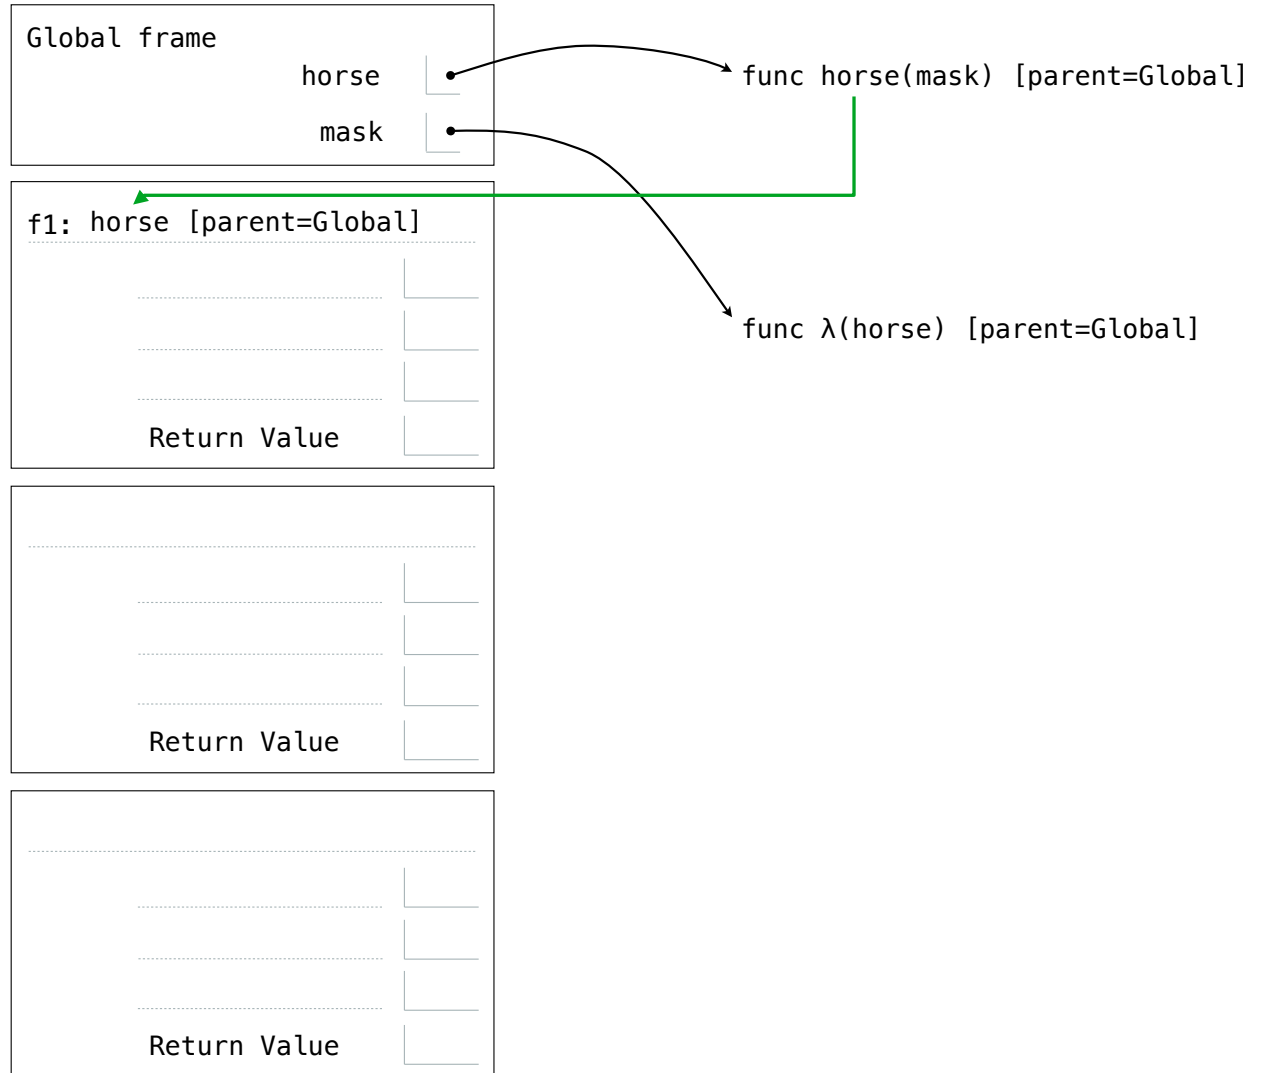 Global frame
horse
func horse(mask) [parent=Global]
mask
f1: horse [parent=Global]
func λ(horse) [parent=Global]
Return Value
Return Value
Return Value